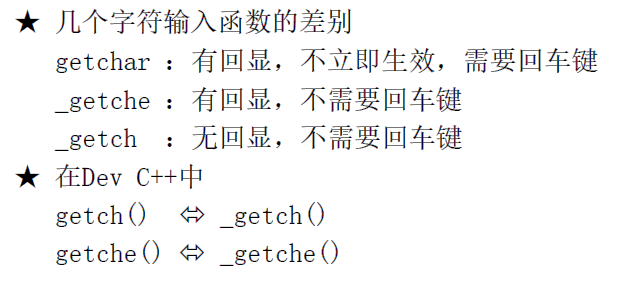 ★ 几个字符输入函数的差别
getchar ：有回显，不立即生效，需要回车键
_getche ：有回显，不需要回车键
_getch ：无回显，不需要回车键
★ 在Dev C++中
getch() ⇔ _getch()
getche() ⇔ _getche()